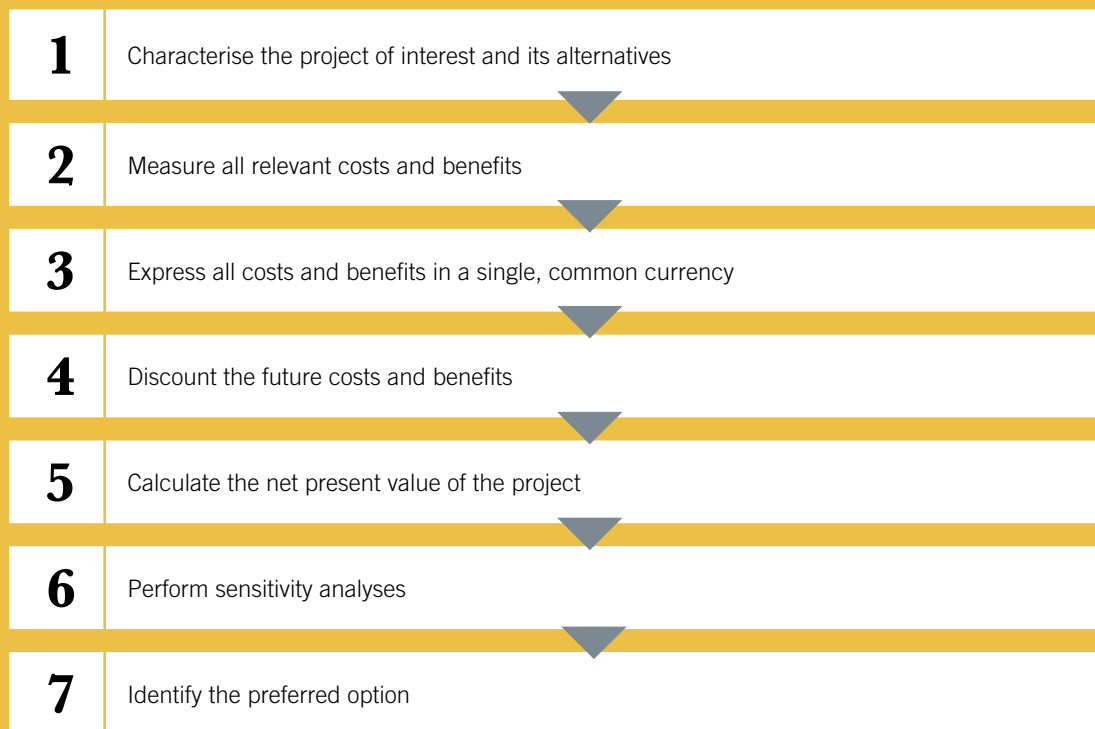 1 Characterise the project of interest and its alternatives
2 Measure all relevant costs and benefits
3 Express all costs and benefits in a single, common currency
4 Discount the future costs and benefits
5 Calculate the net present value of the project
6 Perform sensitivity analyses
7 Identify the preferred option